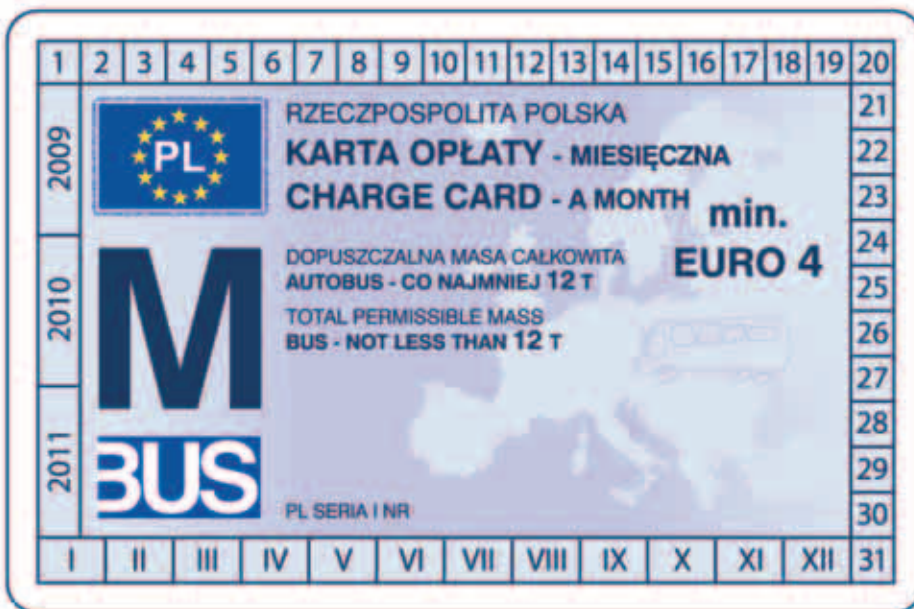 1 2 3 4 5 6 7 8 9 10 11 12 13 14 15 16 17 18 19 20
21
22
23
24
25
26
27
28
29
30
31
2009
2010
2011
PL
RZECZPOSPOLITA POLSKA
KARTA OPŁATY - MIESIĘCZNA
CHARGE CARD - A MONTH
min.
EURO 4
DOPUSZCZALNA MASA CAŁKOWITA
AUTOBUS - CO NAJMNIEJ 12 T
TOTAL PERMISSIBLE MASS
BUS - NOT LESS THAN 12 T
M
BUS
PL SERIA I NR
I II III IV V VI VII VIII IX X XI XII